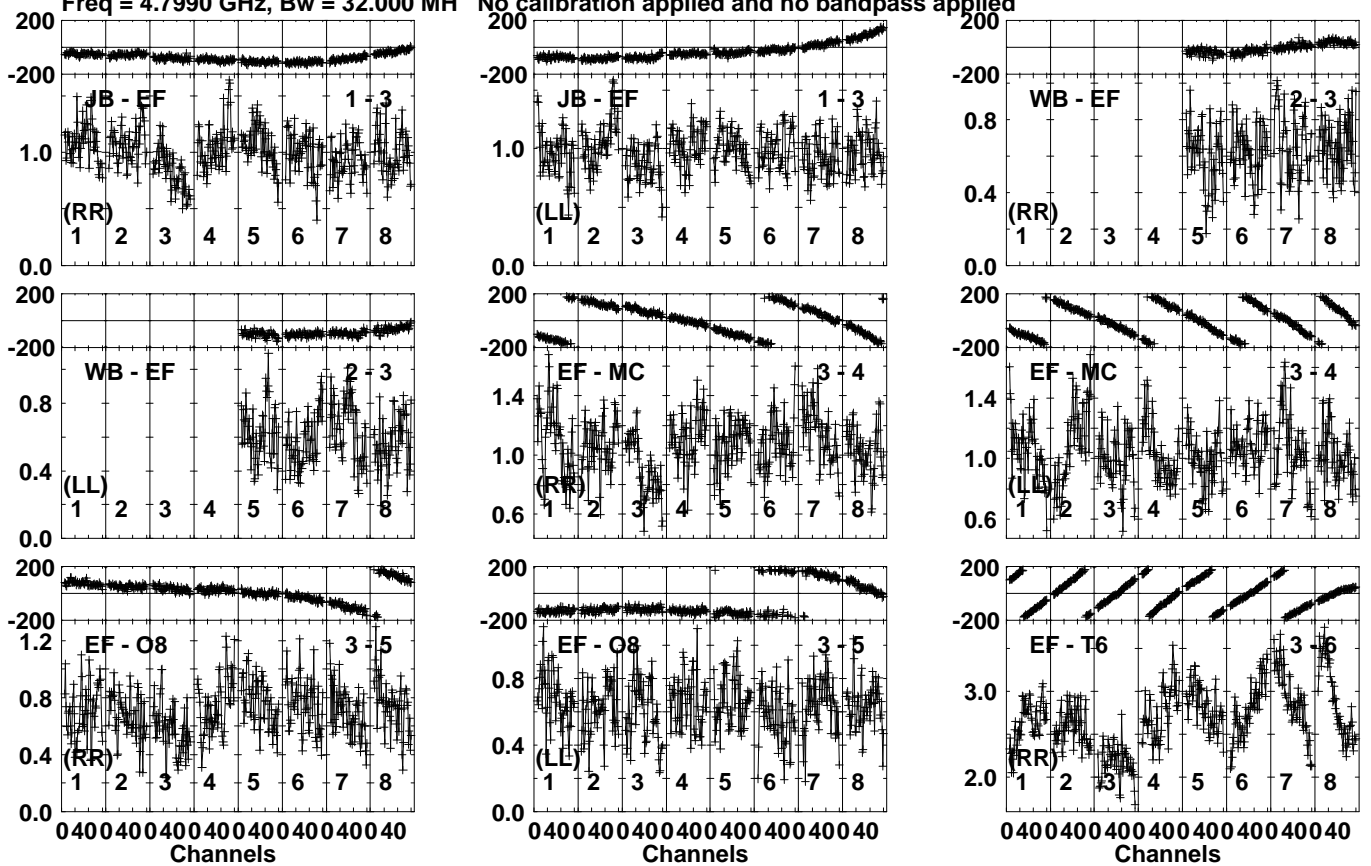 Freq = 4.7990 GHz, Bw = 32.000 MH No calibration applied and no bandpass applied
200
-200
JB - EF 1 - 3
1.0
(RR)
1 2 3 4 5 6 7 8
0.0
200
-200
JB - EF 1 - 3
1.0
(LL)
1 2 3 4 5 6 7 8
0.0
200
-200
WB - EF 2 - 3
0.8
0.4
(RR)
1 2 3 4 5 6 7 8
0.0
200
-200
WB - EF 2 - 3
0.8
0.4
(LL)
1 2 3 4 5 6 7 8
0.0
200
-200
EF - MC 3 - 4
1.4
1.0
(RR)
0.6 1 2 3 4 5 6 7 8
200
-200
EF - MC 3 - 4
1.4
1.0
(LL)
0.6 1 2 3 4 5 6 7 8
200
-200
1.2 EF - O8 3 - 5
0.8
0.4 (RR)
1 2 3 4 5 6 7 8
0.0
0 40 0 40 0 40 0 40 0 40 0 40 0 40 0 40
Channels
200
-200
EF - O8 3 - 5
0.8
0.4 (LL)
1 2 3 4 5 6 7 8
0.0
0 40 0 40 0 40 0 40 0 40 0 40 0 40 0 40
Channels
200
-200
EF - T6 3 - 6
3.0
(RR)
2.0 1 2 3 4 5 6 7 8
0 40 0 40 0 40 0 40 0 40 0 40 0 40 0 40
Channels